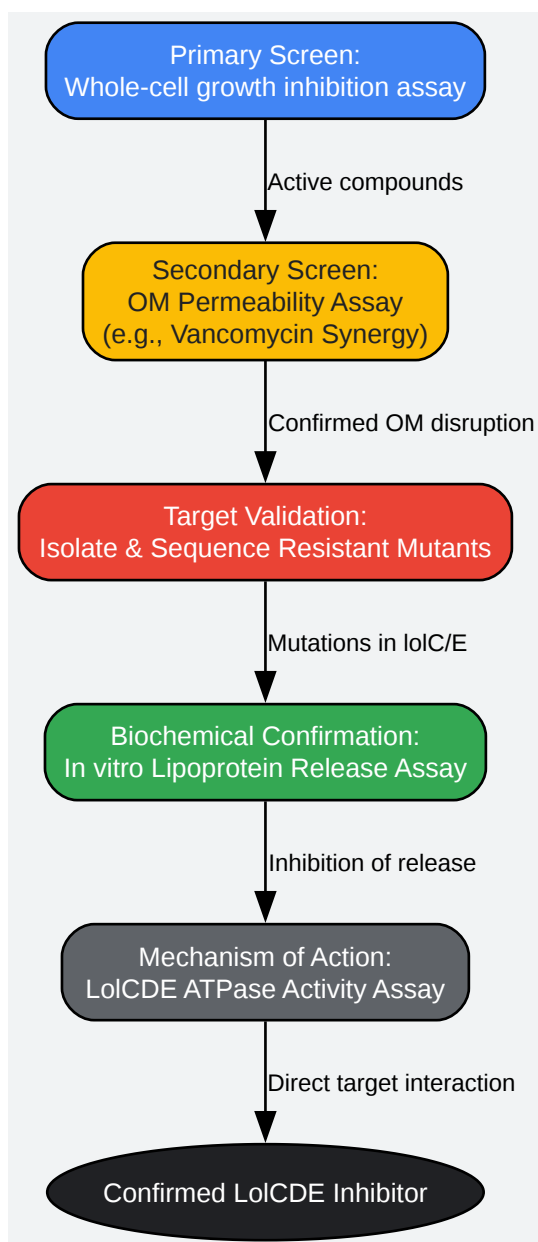 Primary Screen:
Whole-cell growth inhibition assay
Active compounds
Secondary Screen:
OM Permeability Assay
(e.g., Vancomycin Synergy)
Confirmed OM disruption
Target Validation:
Isolate & Sequence Resistant Mutants
Mutations in lolC/E
Biochemical Confirmation:
In vitro Lipoprotein Release Assay
Inhibition of release
Mechanism of Action:
LolCDE ATPase Activity Assay
Direct target interaction
Confirmed LolCDE Inhibitor